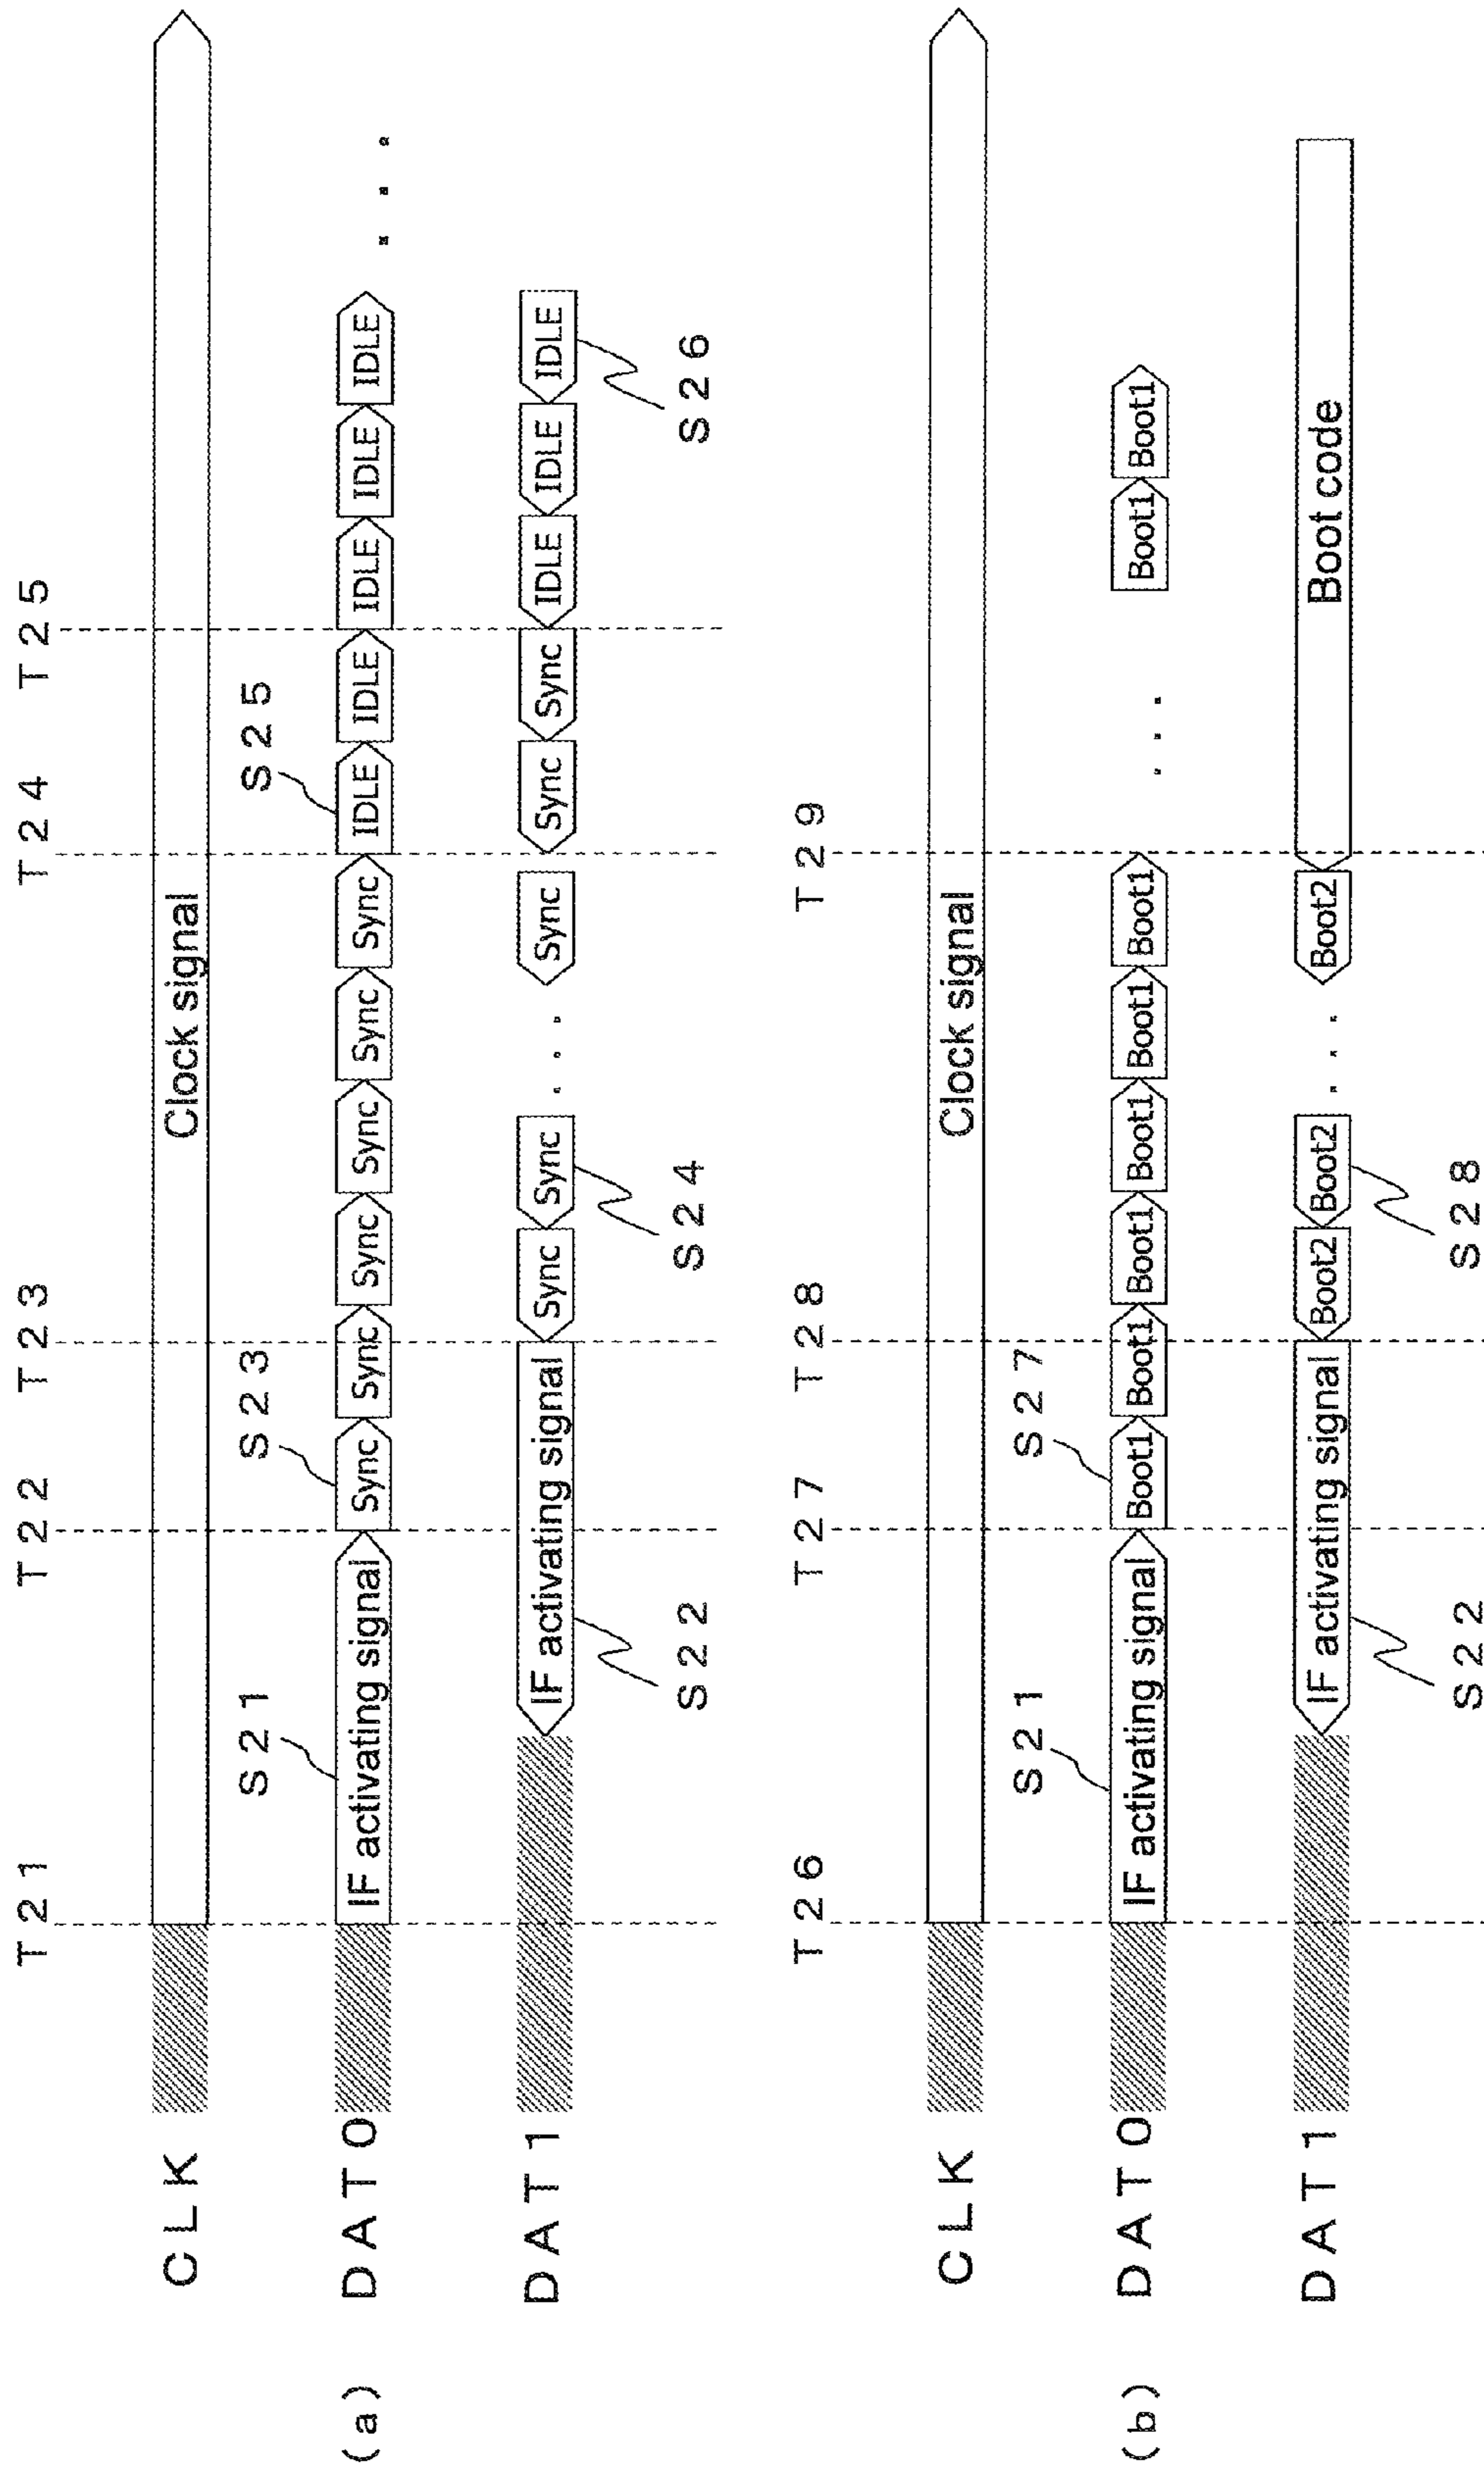 (a)
T21 T22 T23 T24 T25
CLK Clock signal
S21 S23 S25
DAT0 IF activating signal Sync Sync Sync Sync Sync Sync IDLE IDLE IDLE IDLE IDLE . . .
DAT1 IF activating signal Sync Sync . . . Sync Sync Sync IDLE IDLE IDLE
S22 S24 S26
(b)
T26 T27 T28 T29
CLK Clock signal
S21 S27
DAT0 IF activating signal Boot1 Boot1 Boot1 Boot1 Boot1 Boot1 . . . Boot1 Boot1
DAT1 IF activating signal Boot2 Boot2 . . . Boot2 Boot code
S22 S28